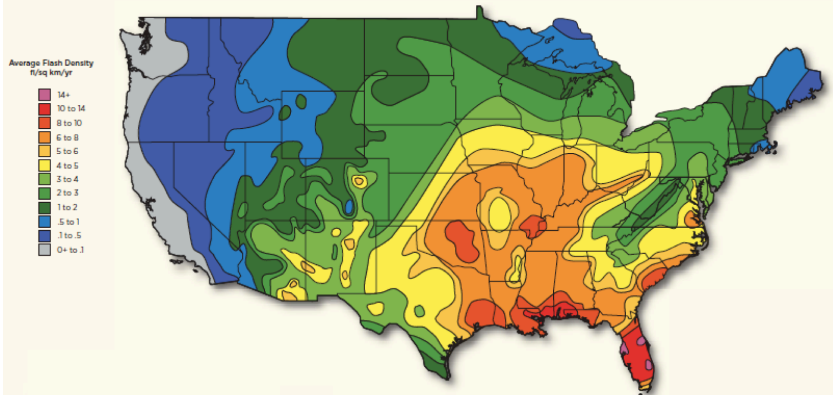 Average Flash Density
fl/sq km/yr
14+
10 to 14
8 to 10
6 to 8
5 to 6
4 to 5
3 to 4
2 to 3
1 to 2
.5 to 1
.1 to .5
0+ to .1